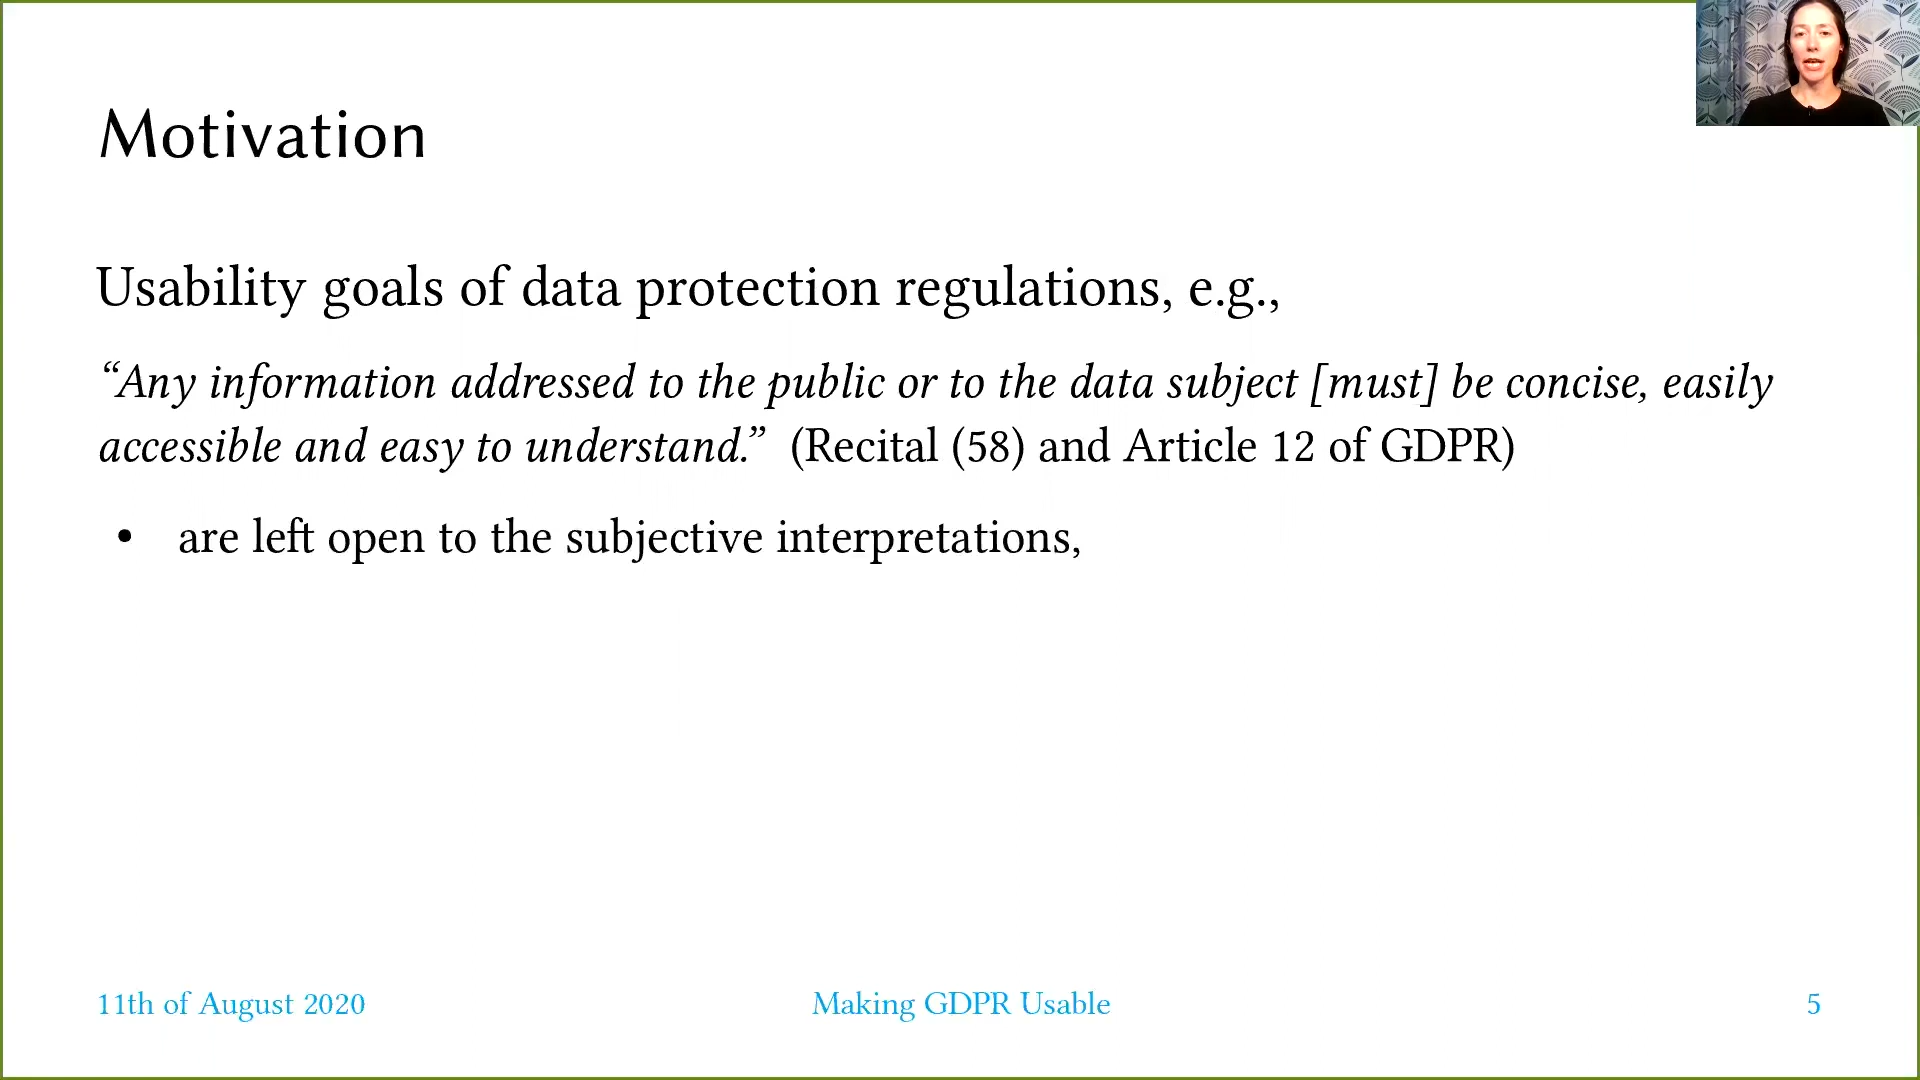 Motivation
Usability goals of data protection regulations, e.g.,
“Any information addressed to the public or to the data subject [must] be concise, easily
accessible and easy to understand.” (Recital (58) and Article 12 of GDPR)
• are left open to the subjective interpretations,
11th of August 2020 Making GDPR Usable 5